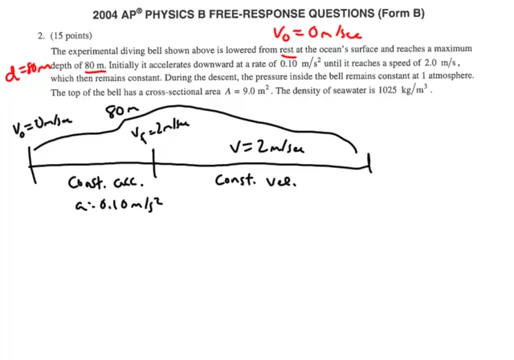 2004 AP® PHYSICS B FREE-RESPONSE QUESTIONS (Form B)
V₀ = 0 m/sec
2. (15 points)
The experimental diving bell shown above is lowered from rest at the ocean's surface and reaches a maximum
d=80m depth of 80 m. Initially it accelerates downward at a rate of 0.10 m/s² until it reaches a speed of 2.0 m/s,
which then remains constant. During the descent, the pressure inside the bell remains constant at 1 atmosphere.
The top of the bell has a cross-sectional area A = 9.0 m². The density of seawater is 1025 kg/m³.
80 m
V₀=0m/sec
Vf=2m/sec
V=2m/sec
Const. acc.
Const. vel.
a=0.10 m/s²